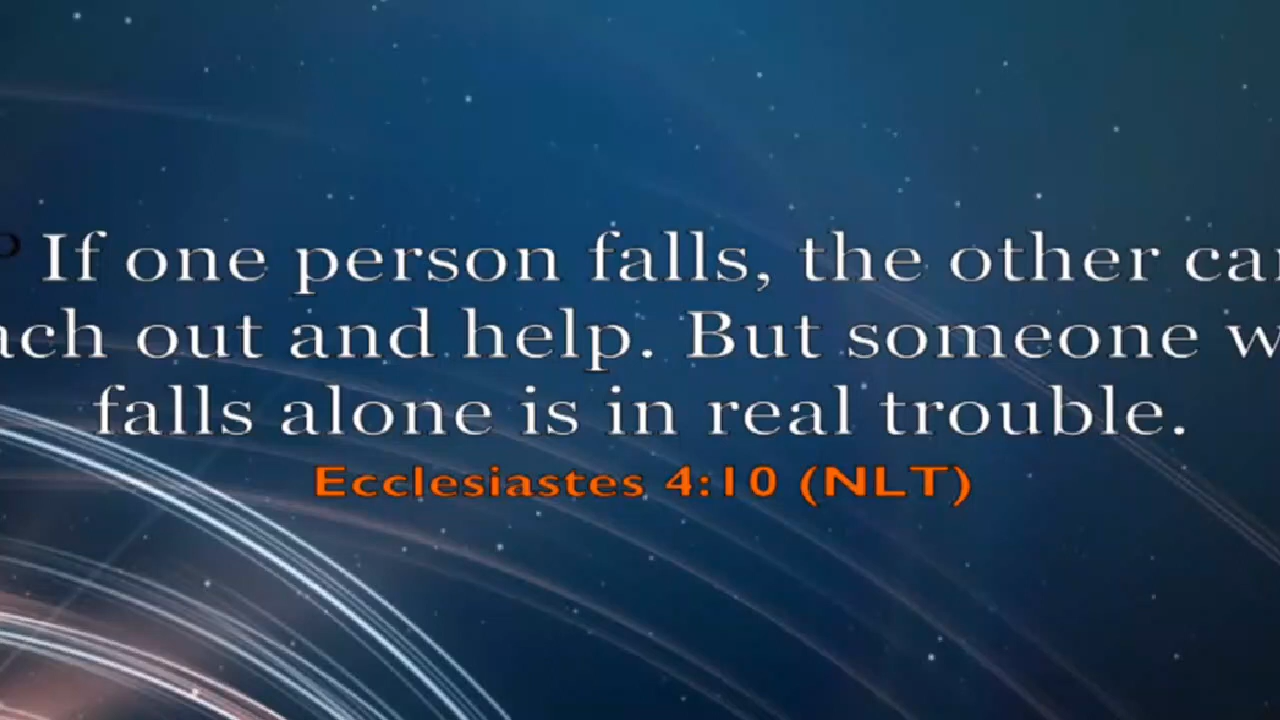 If one person falls, the other
out and help. But someone
falls alone is in real trouble.
Ecclesiastes 4:10 (NLT)